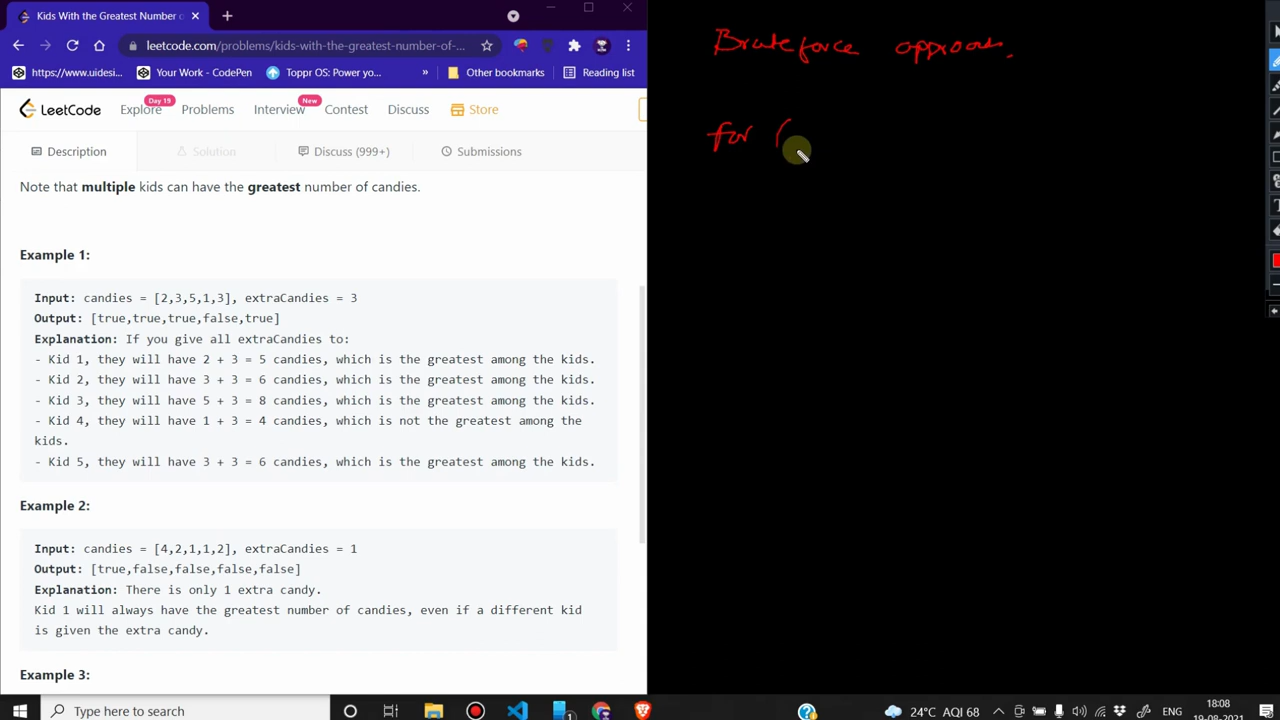 Kids With the Greatest Number o
leetcode.com/problems/kids-with-the-greatest-number-of-...
https://www.uidesi... Your Work - CodePen Toppr OS: Power yo... » Other bookmarks Reading list
LeetCode Explore Day 19 Problems Interview New Contest Discuss Store
Description Solution Discuss (999+) Submissions
Note that multiple kids can have the greatest number of candies.
Example 1:
Input: candies = [2,3,5,1,3], extraCandies = 3
Output: [true,true,true,false,true]
Explanation: If you give all extraCandies to:
- Kid 1, they will have 2 + 3 = 5 candies, which is the greatest among the kids.
- Kid 2, they will have 3 + 3 = 6 candies, which is the greatest among the kids.
- Kid 3, they will have 5 + 3 = 8 candies, which is the greatest among the kids.
- Kid 4, they will have 1 + 3 = 4 candies, which is not the greatest among the
kids.
- Kid 5, they will have 3 + 3 = 6 candies, which is the greatest among the kids.
Example 2:
Input: candies = [4,2,1,1,2], extraCandies = 1
Output: [true,false,false,false,false]
Explanation: There is only 1 extra candy.
Kid 1 will always have the greatest number of candies, even if a different kid
is given the extra candy.
Example 3:
Bruteforce
for (
Type here to search
24°C AQI 68 ENG 18:08
19-08-2021